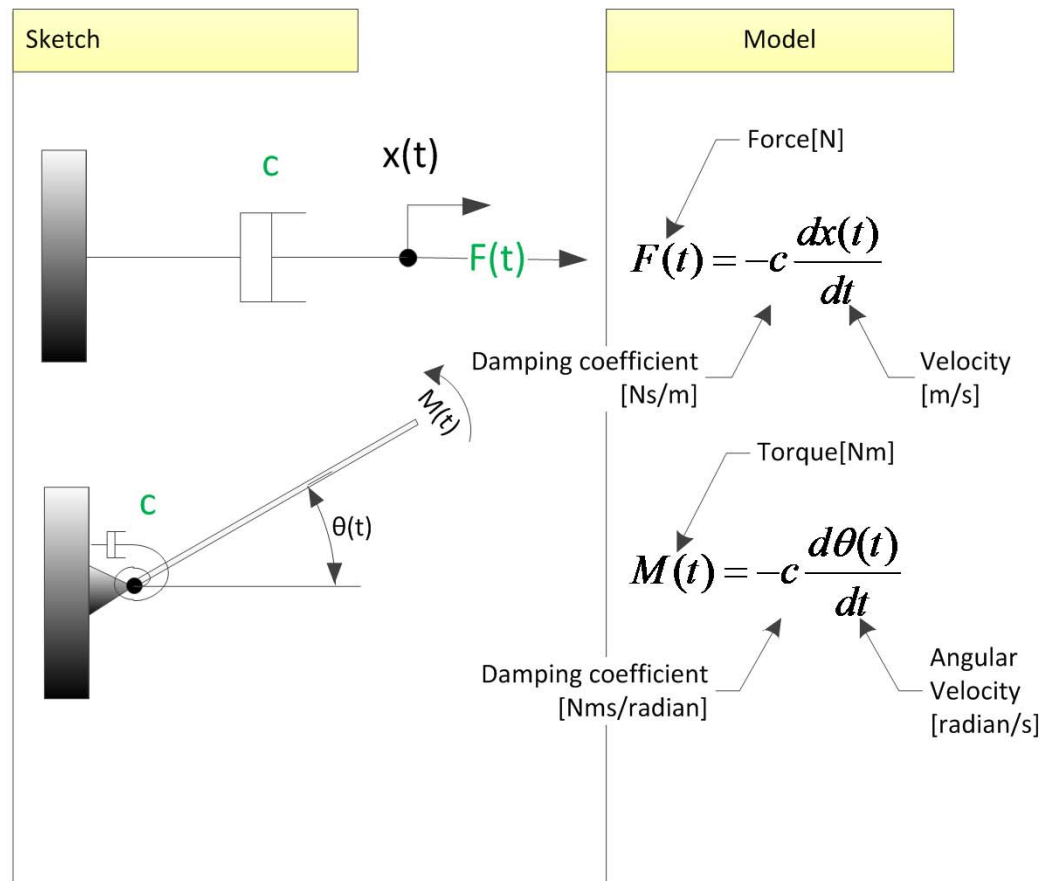 Sketch
Model
c
x(t)
F(t)
Force[N]
F(t) = -c dx(t)/dt
Damping coefficient
[Ns/m]
Velocity
[m/s]
M(t)
c
θ(t)
Torque[Nm]
M(t) = -c dθ(t)/dt
Damping coefficient
[Nms/radian]
Angular
Velocity
[radian/s]